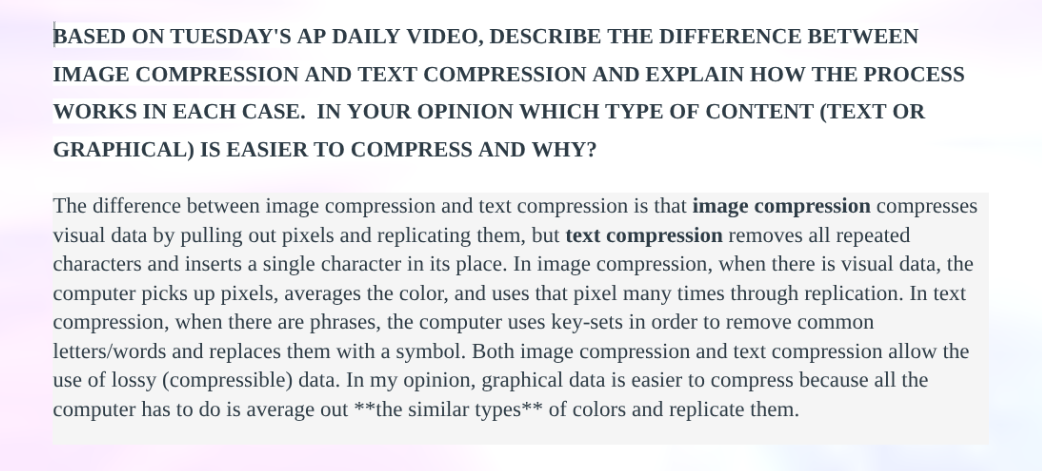 BASED ON TUESDAY'S AP DAILY VIDEO, DESCRIBE THE DIFFERENCE BETWEEN
IMAGE COMPRESSION AND TEXT COMPRESSION AND EXPLAIN HOW THE PROCESS
WORKS IN EACH CASE.  IN YOUR OPINION WHICH TYPE OF CONTENT (TEXT OR
GRAPHICAL) IS EASIER TO COMPRESS AND WHY?
The difference between image compression and text compression is that image compression compresses
visual data by pulling out pixels and replicating them, but text compression removes all repeated
characters and inserts a single character in its place. In image compression, when there is visual data, the
computer picks up pixels, averages the color, and uses that pixel many times through replication. In text
compression, when there are phrases, the computer uses key-sets in order to remove common
letters/words and replaces them with a symbol. Both image compression and text compression allow the
use of lossy (compressible) data. In my opinion, graphical data is easier to compress because all the
computer has to do is average out **the similar types** of colors and replicate them.